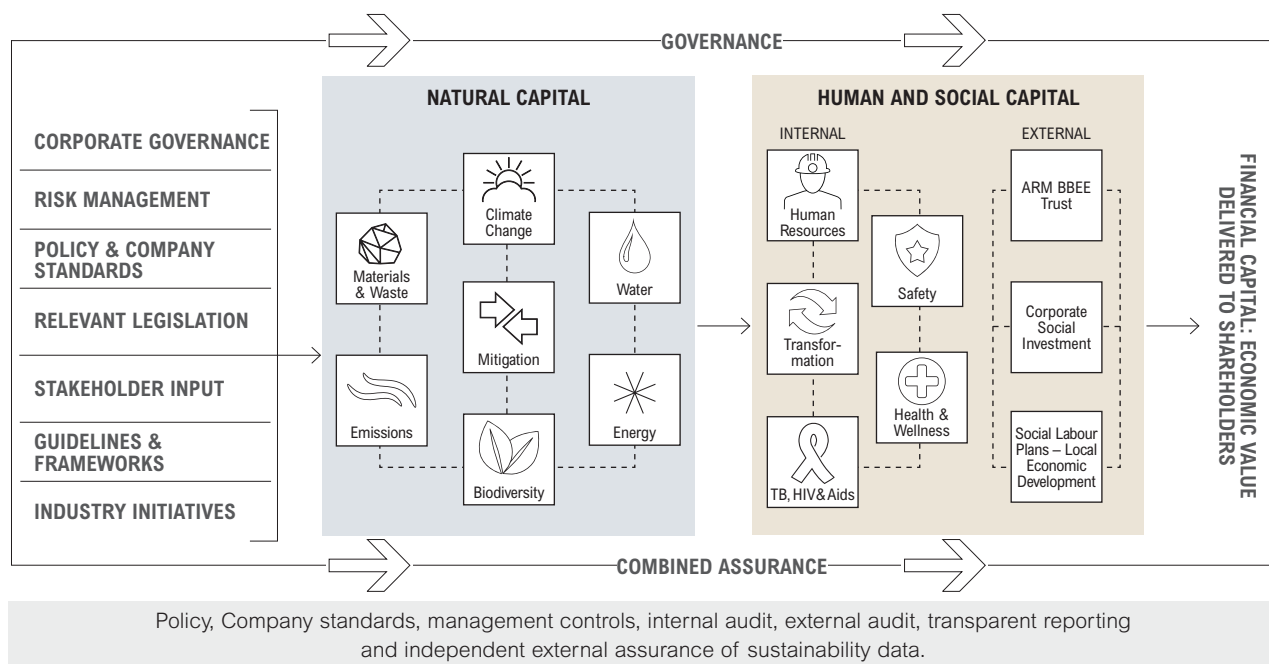 GOVERNANCE
CORPORATE GOVERNANCE
RISK MANAGEMENT
POLICY & COMPANY
STANDARDS
RELEVANT LEGISLATION
STAKEHOLDER INPUT
GUIDELINES &
FRAMEWORKS
INDUSTRY INITIATIVES
NATURAL CAPITAL
Climate
Change
Materials
& Waste
Water
Mitigation
Emissions
Energy
Biodiversity
HUMAN AND SOCIAL CAPITAL
INTERNAL
Human
Resources
Safety
Transfor-
mation
Health &
Wellness
TB, HIV & Aids
EXTERNAL
ARM BBEE
Trust
Corporate
Social
Investment
Social Labour
Plans – Local
Economic
Development
FINANCIAL CAPITAL: ECONOMIC VALUE
DELIVERED TO SHAREHOLDERS
COMBINED ASSURANCE
Policy, Company standards, management controls, internal audit, external audit, transparent reporting
and independent external assurance of sustainability data.